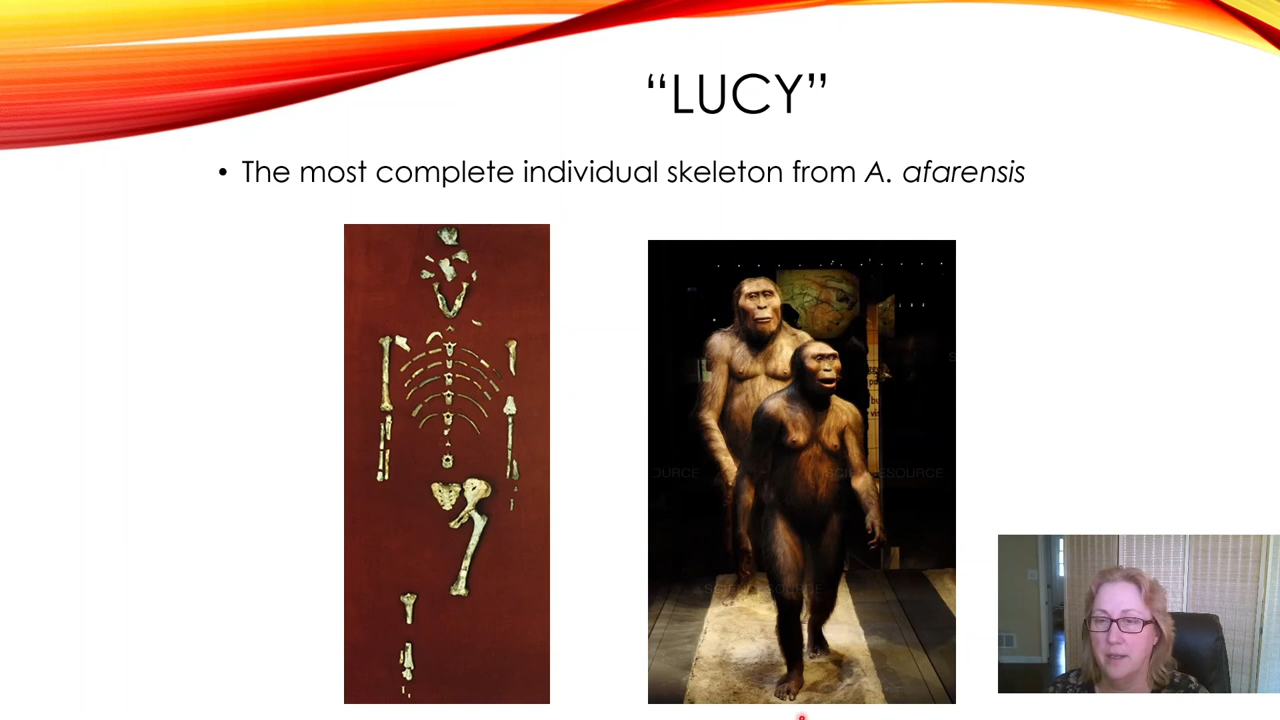 “LUCY”
• The most complete individual skeleton from A. afarensis